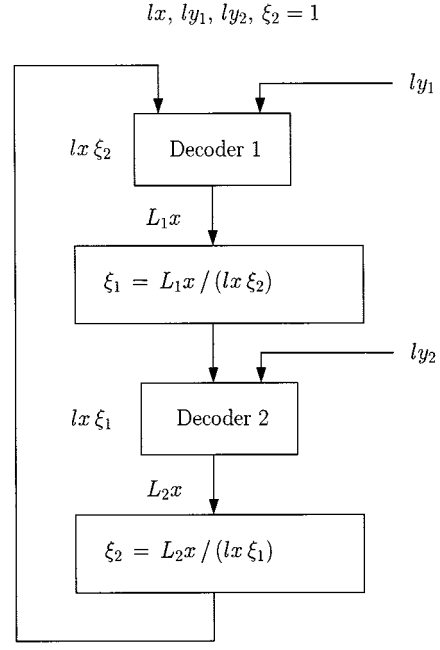 lx, ly₁, ly₂, ξ₂ = 1
ly₁
lx ξ₂
Decoder 1
L₁x
ξ₁ = L₁x / (lx ξ₂)
ly₂
lx ξ₁
Decoder 2
L₂x
ξ₂ = L₂x / (lx ξ₁)